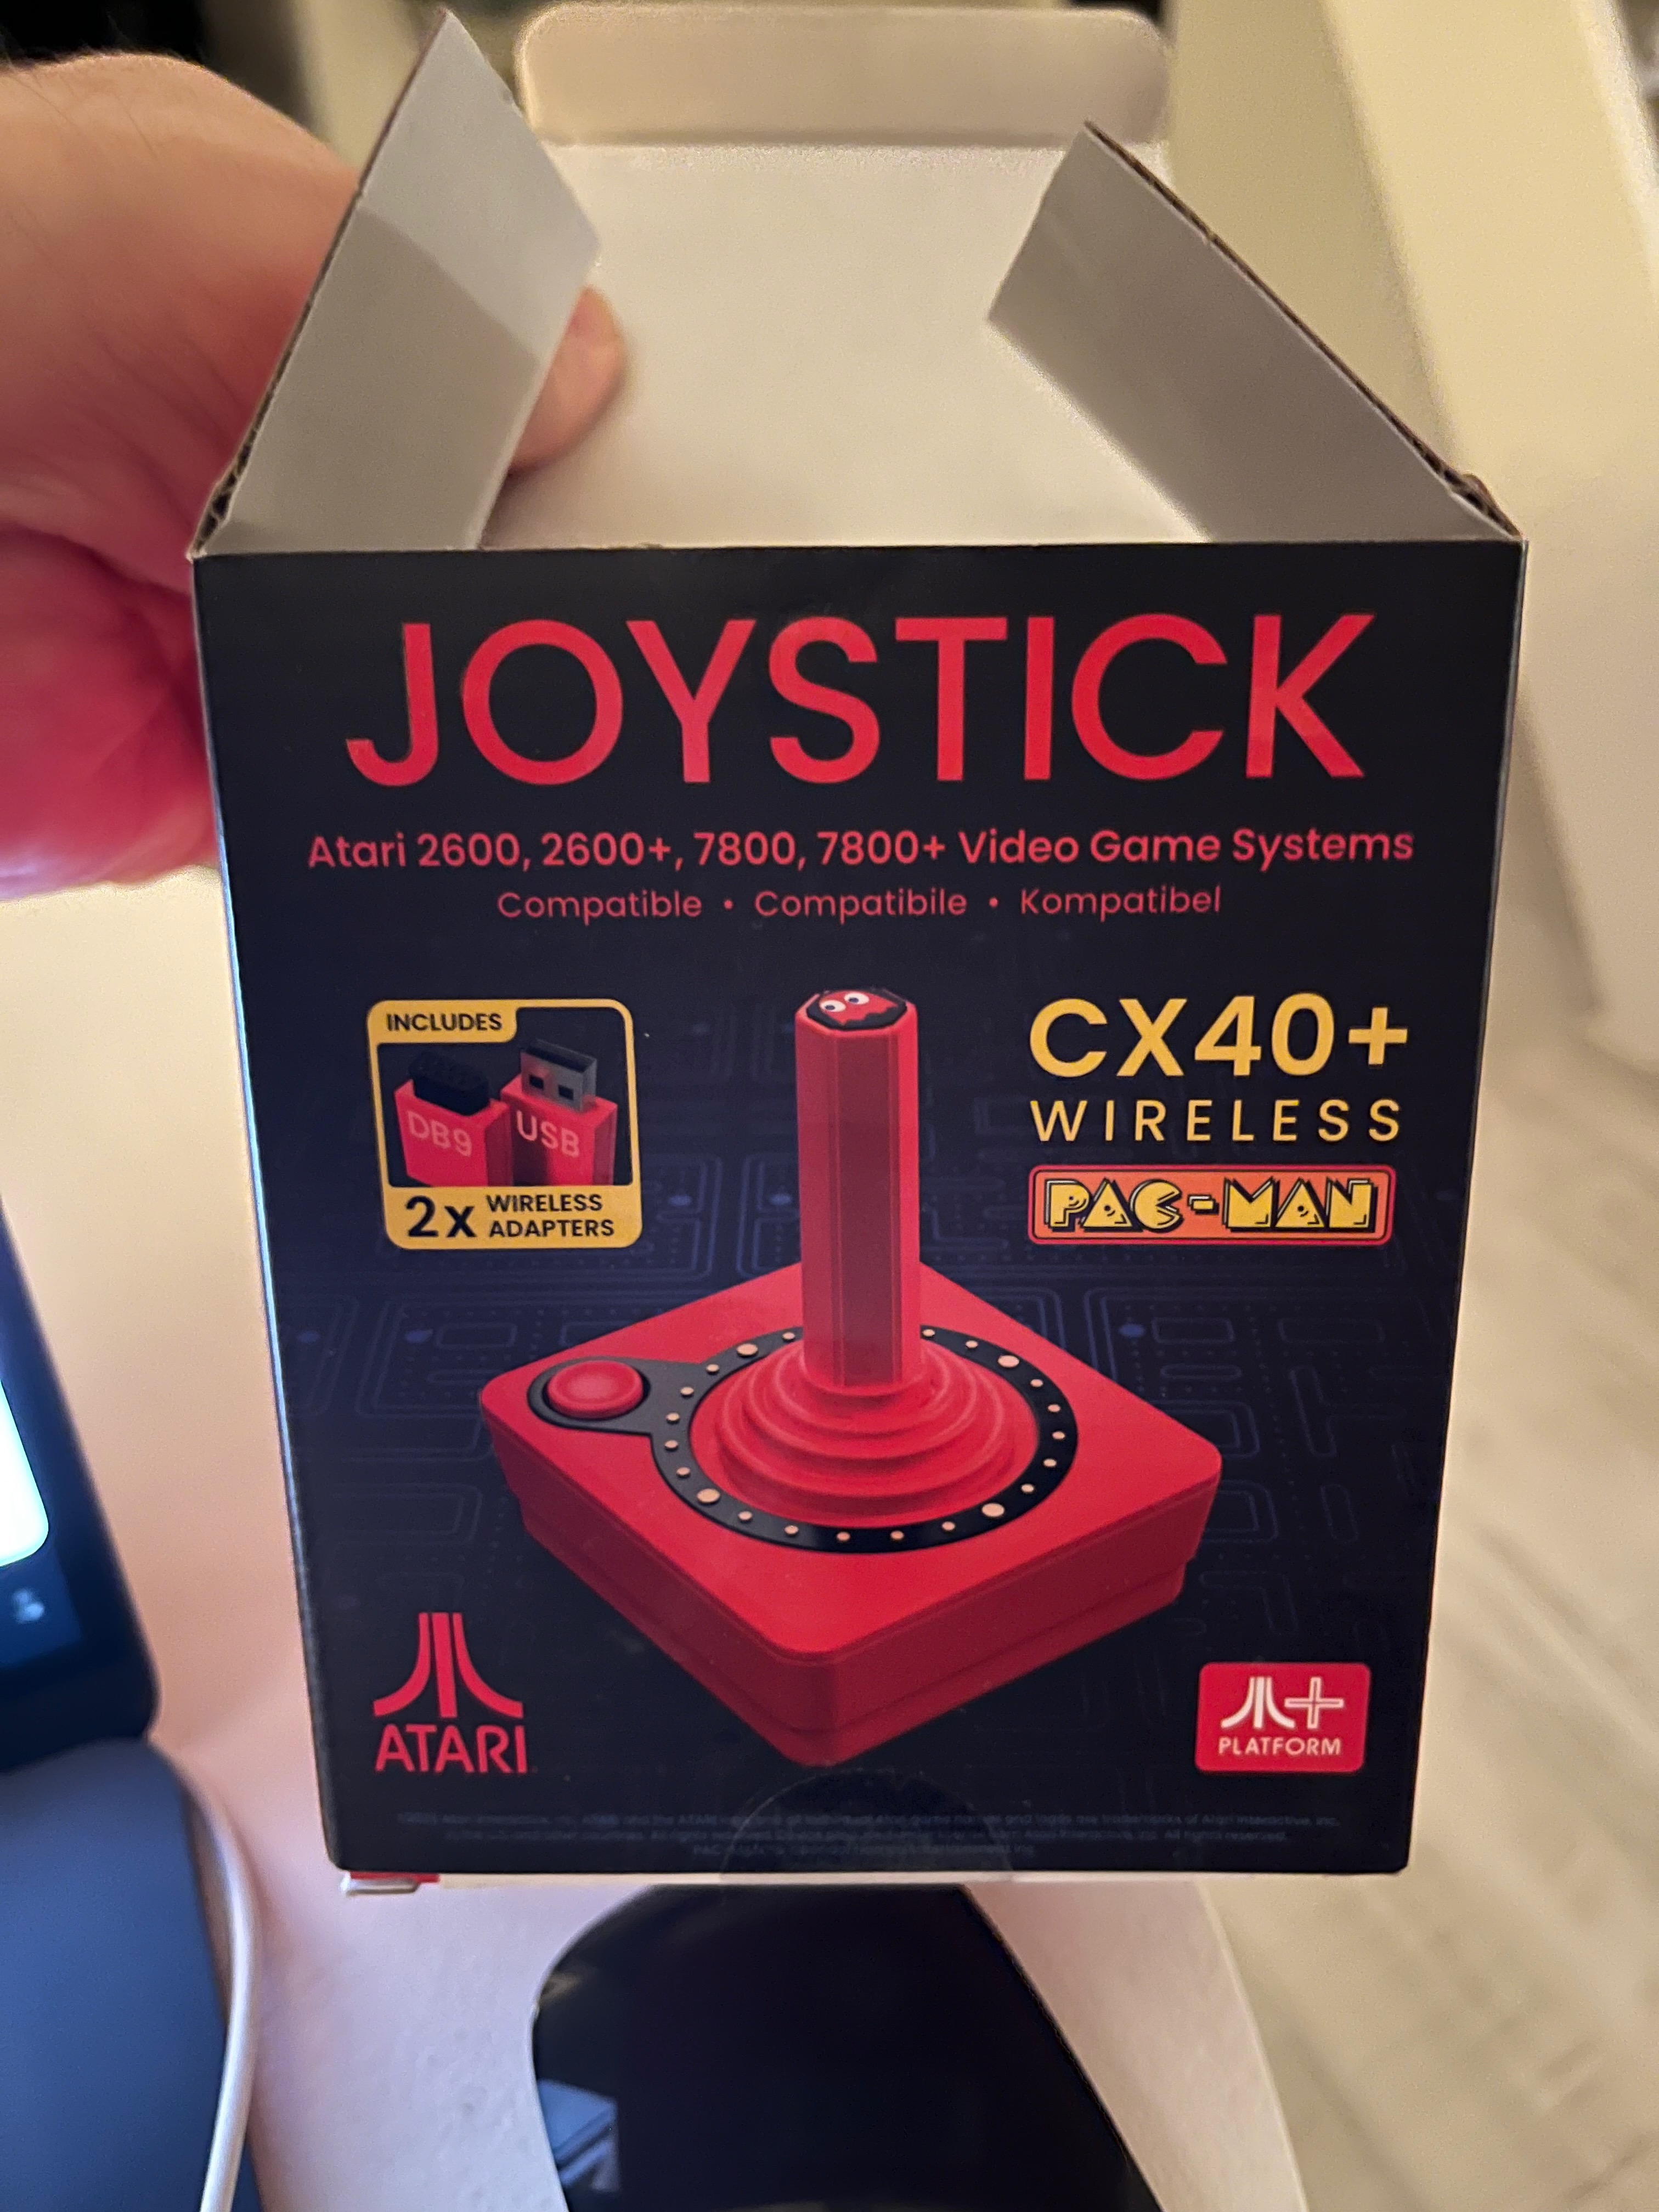 JOYSTICK
Atari 2600, 2600+, 7800, 7800+ Video Game Systems
Compatible • Compatibile • Kompatibel
INCLUDES
DB9 USB
2x WIRELESS
ADAPTERS
CX40+
WIRELESS
PAC-MAN
ATARI
PLATFORM